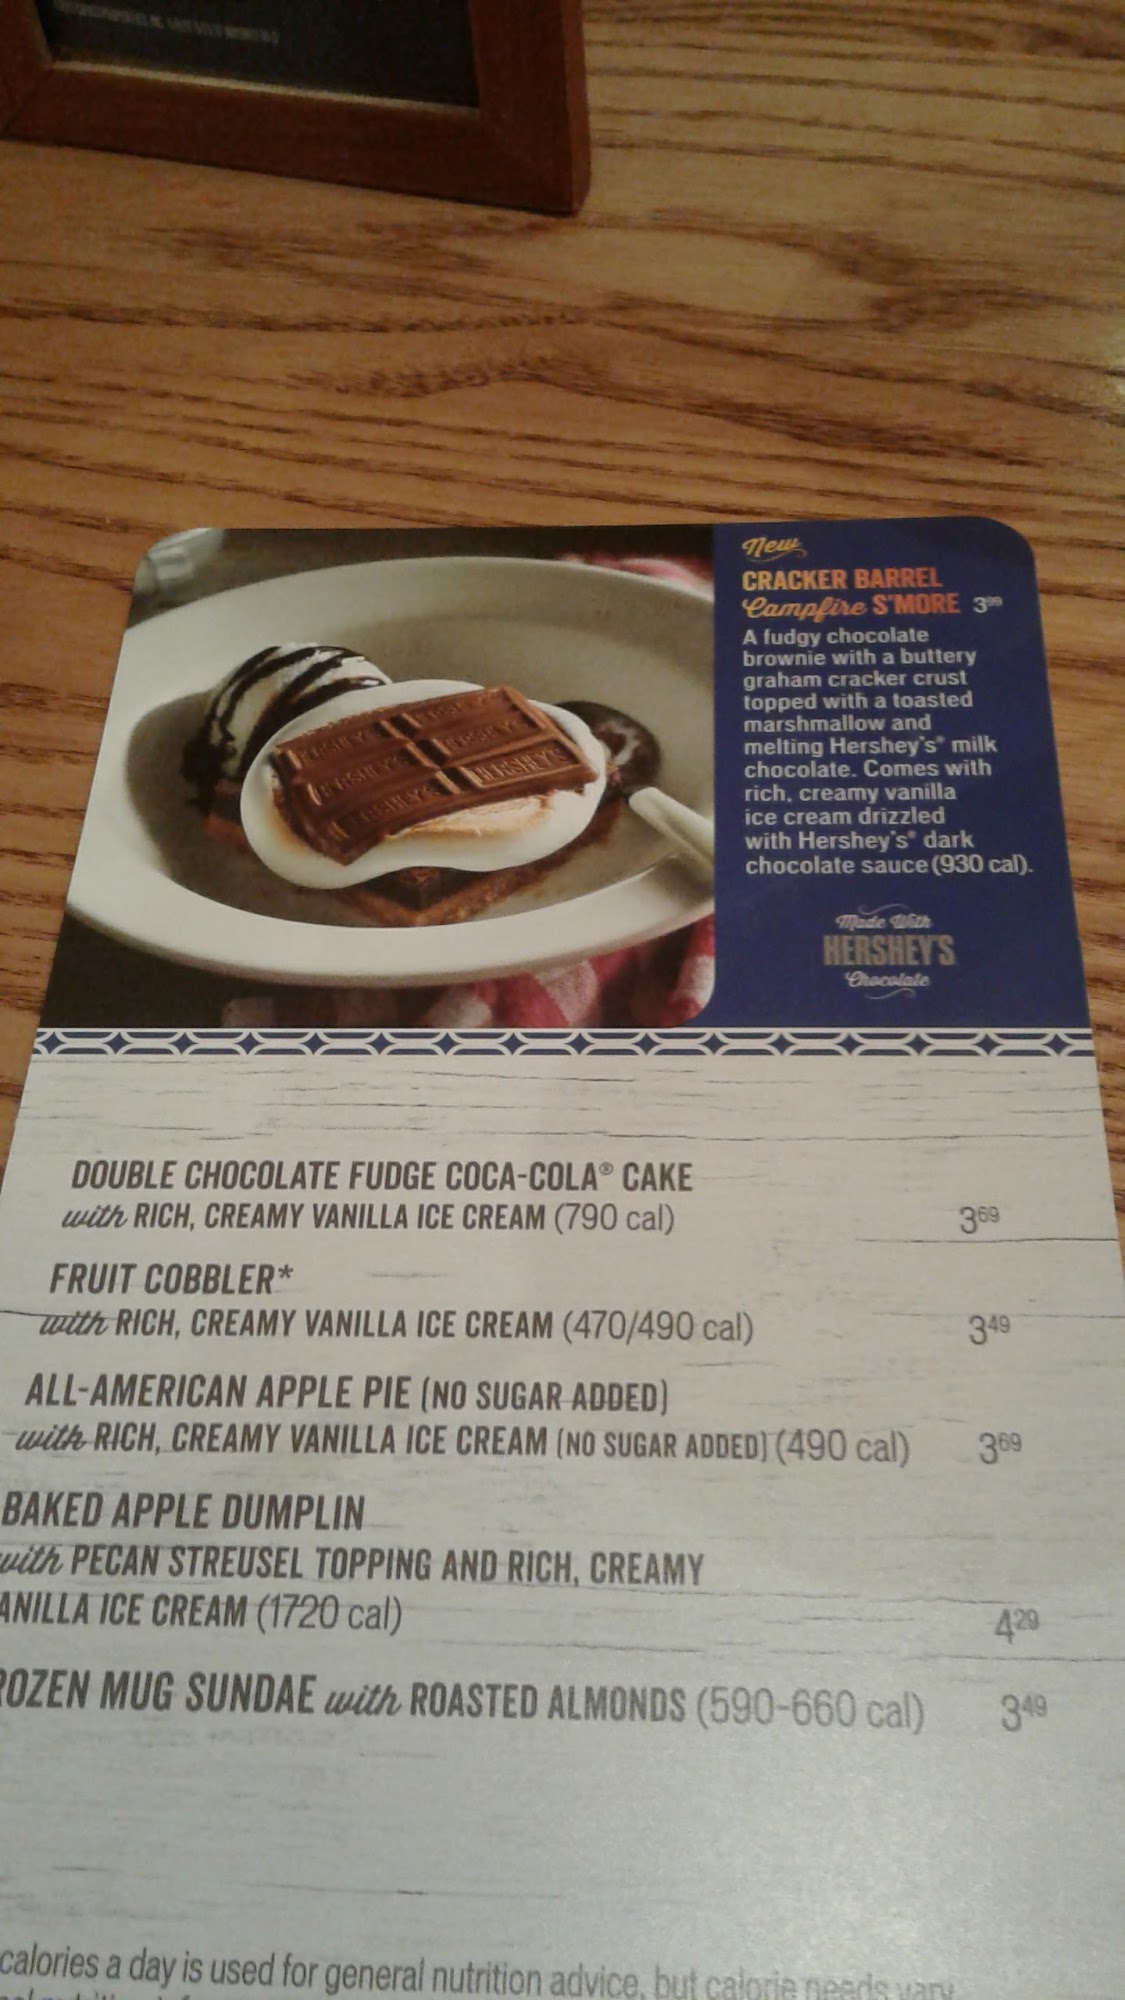 New
CRACKER BARREL
Campfire S'MORE 3⁹⁹
A fudgy chocolate
brownie with a buttery
graham cracker crust
topped with a toasted
marshmallow and
melting Hershey's® milk
chocolate. Comes with
rich, creamy vanilla
ice cream drizzled
with Hershey's® dark
chocolate sauce (930 cal).
Made With
HERSHEY'S
Chocolate
HERSHEY'S
HERSHEY'S
HERSHEY'S
HERSHEY'S
HERSHEY'S
HERSHEY'S
DOUBLE CHOCOLATE FUDGE COCA-COLA® CAKE
with RICH, CREAMY VANILLA ICE CREAM (790 cal) 3⁶⁹
FRUIT COBBLER*
with RICH, CREAMY VANILLA ICE CREAM (470/490 cal) 3⁴⁹
ALL-AMERICAN APPLE PIE (NO SUGAR ADDED)
with RICH, CREAMY VANILLA ICE CREAM (NO SUGAR ADDED) (490 cal) 3⁶⁹
BAKED APPLE DUMPLIN
with PECAN STREUSEL TOPPING AND RICH, CREAMY
ANILLA ICE CREAM (1720 cal) 4²⁹
ROZEN MUG SUNDAE with ROASTED ALMONDS (590-660 cal) 3⁴⁹
calories a day is used for general nutrition advice, but calorie needs vary